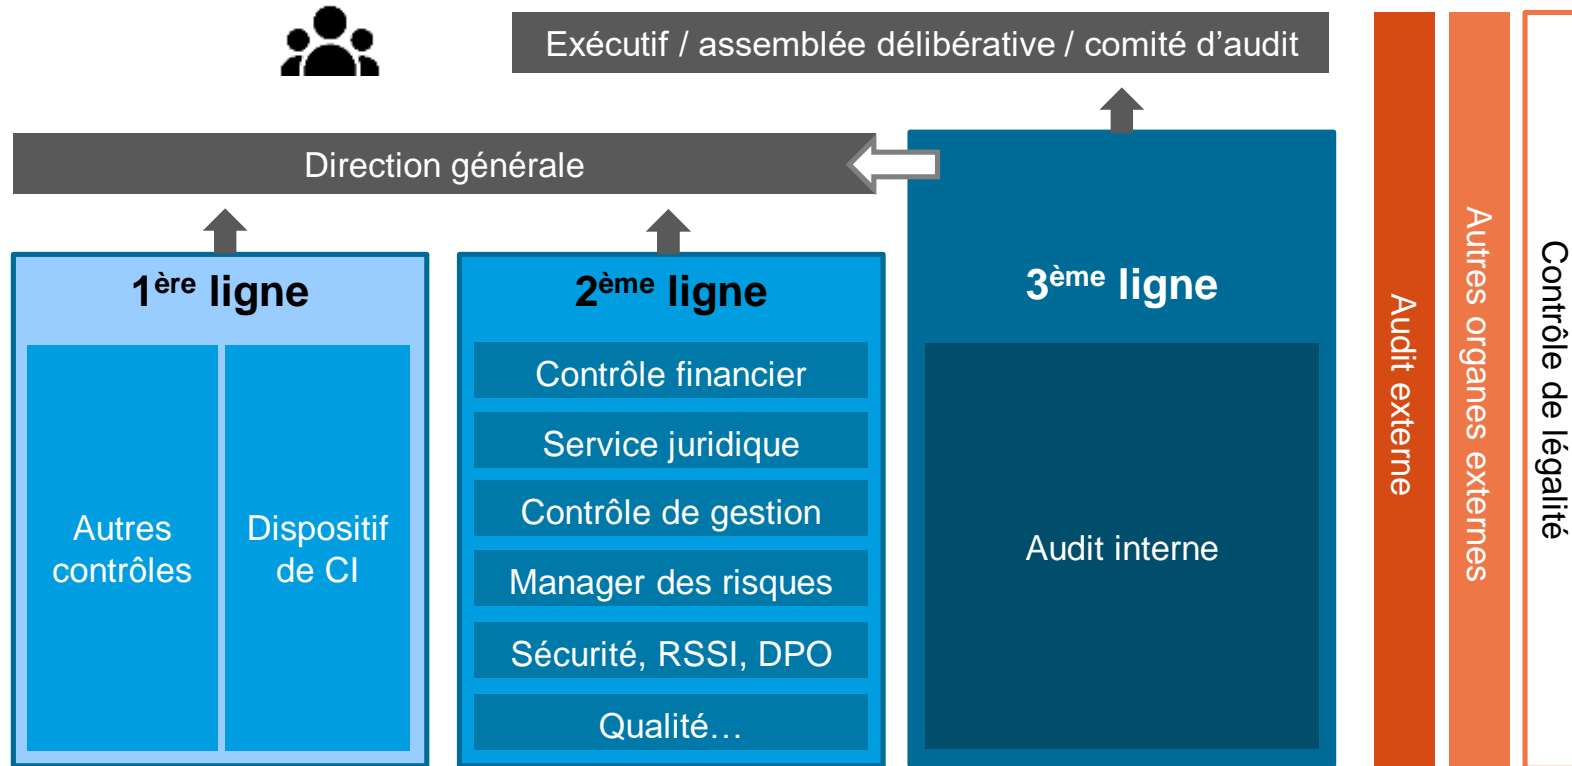 Exécutif / assemblée délibérative / comité d’audit
Direction générale
1ère ligne
Autres
contrôles
Dispositif
de CI
2ème ligne
Contrôle financier
Service juridique
Contrôle de gestion
Manager des risques
Sécurité, RSSI, DPO
Qualité…
3ème ligne
Audit interne
Audit externe
Autres organes externes
Contrôle de légalité